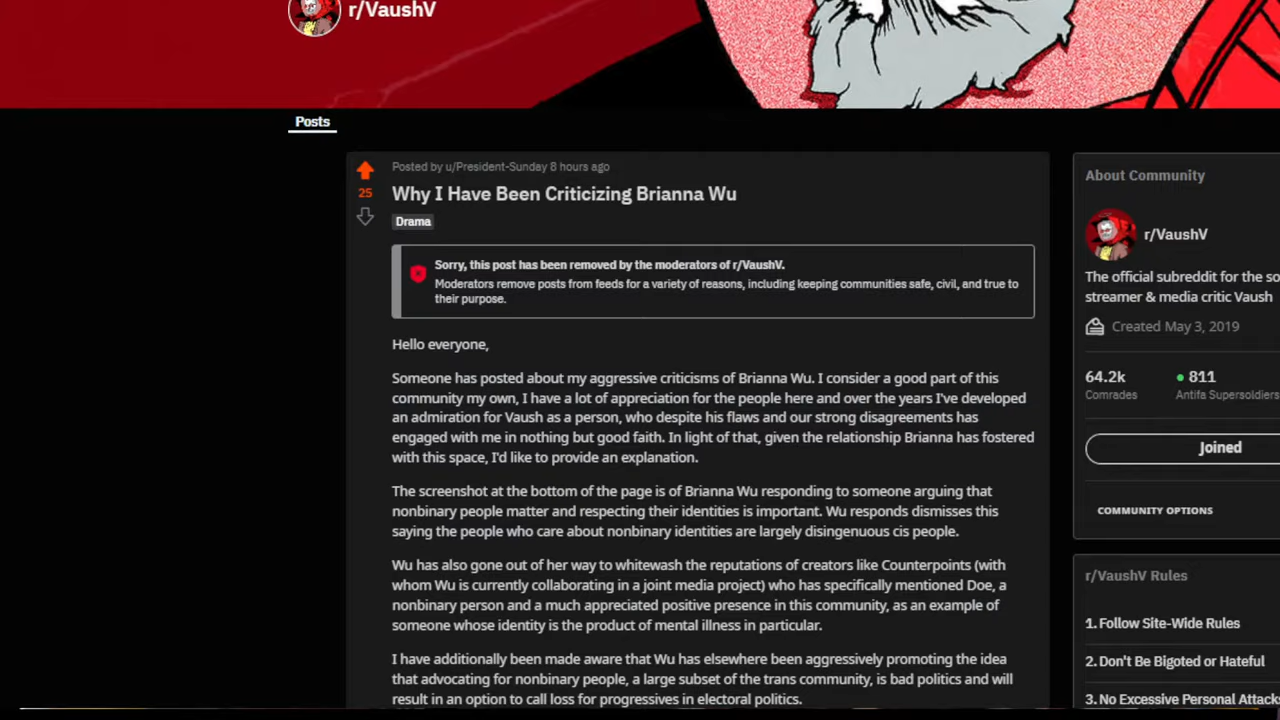 r/VaushV
Posts
Posted by u/President-Sunday 8 hours ago
25
Why I Have Been Criticizing Brianna Wu
Drama
Sorry, this post has been removed by the moderators of r/VaushV.
Moderators remove posts from feeds for a variety of reasons, including keeping communities safe, civil, and true to
their purpose.
Hello everyone,
Someone has posted about my aggressive criticisms of Brianna Wu. I consider a good part of this
community my own, I have a lot of appreciation for the people here and over the years I've developed
an admiration for Vaush as a person, who despite his flaws and our strong disagreements has
engaged with me in nothing but good faith. In light of that, given the relationship Brianna has fostered
with this space, I'd like to provide an explanation.
The screenshot at the bottom of the page is of Brianna Wu responding to someone arguing that
nonbinary people matter and respecting their identities is important. Wu responds dismisses this
saying the people who care about nonbinary identities are largely disingenuous cis people.
Wu has also gone out of her way to whitewash the reputations of creators like Counterpoints (with
whom Wu is currently collaborating in a joint media project) who has specifically mentioned Doe, a
nonbinary person and a much appreciated positive presence in this community, as an example of
someone whose identity is the product of mental illness in particular.
I have additionally been made aware that Wu has elsewhere been aggressively promoting the idea
that advocating for nonbinary people, a large subset of the trans community, is bad politics and will
result in an option to call loss for progressives in electoral politics.
About Community
r/VaushV
The official subreddit for the so
streamer & media critic Vaush
Created May 3, 2019
64.2k 811
Comrades Antifa Supersoldiers
Joined
COMMUNITY OPTIONS
r/VaushV Rules
1. Follow Site-Wide Rules
2. Don't Be Bigoted or Hateful
3. No Excessive Personal Attack